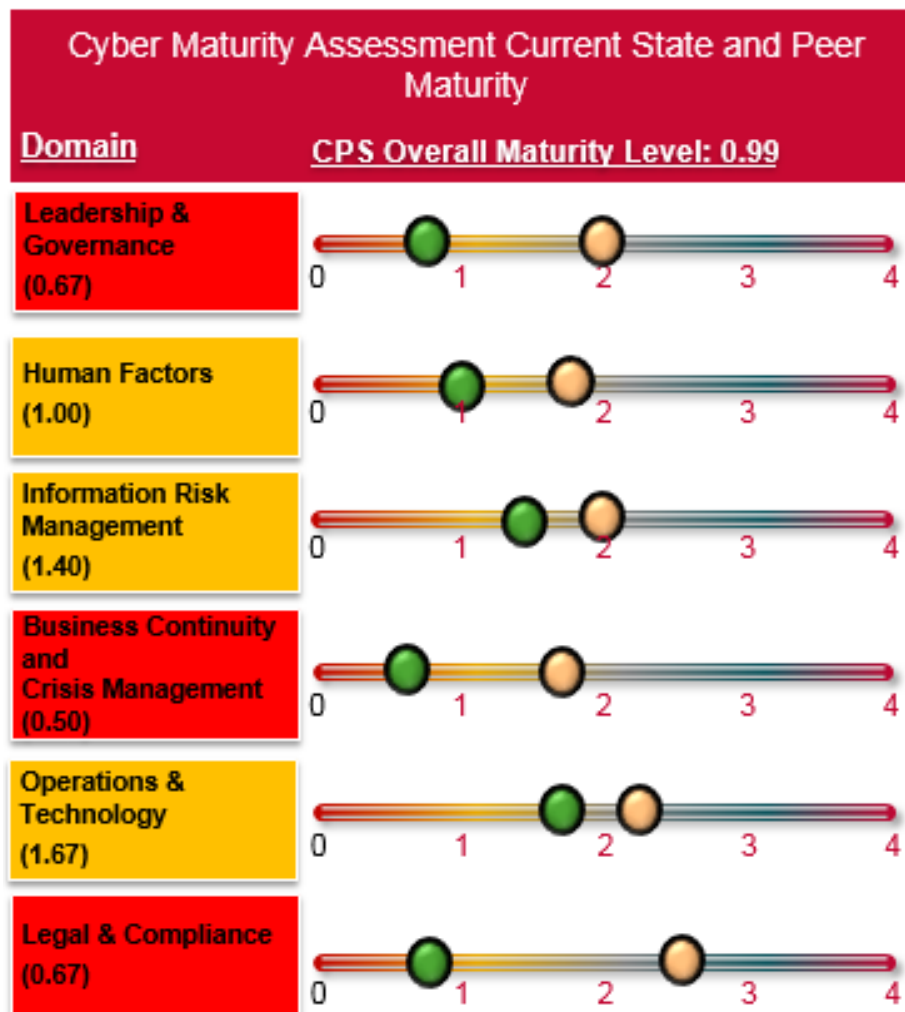 Cyber Maturity Assessment Current State and Peer
Maturity
Domain
CPS Overall Maturity Level: 0.99
Leadership &
Governance
(0.67)
0 1 2 3 4
Human Factors
(1.00)
0 1 2 3 4
Information Risk
Management
(1.40)
0 1 2 3 4
Business Continuity
and
Crisis Management
(0.50)
0 1 2 3 4
Operations &
Technology
(1.67)
0 1 2 3 4
Legal & Compliance
(0.67)
0 1 2 3 4